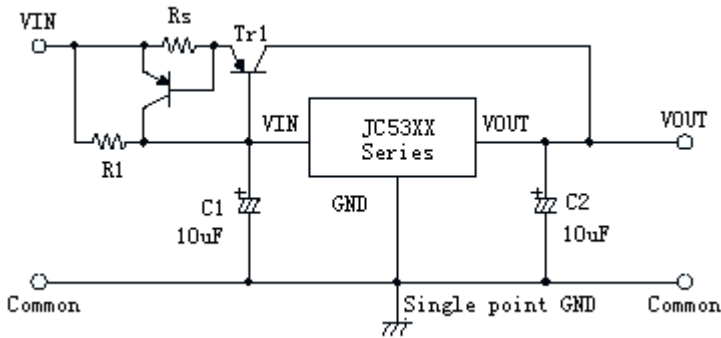 VIN
Rs
Tr1
R1
VIN
JC53XX
Series
VOUT
VOUT
C1
10uF
GND
C2
10uF
Common
Single point GND
Common